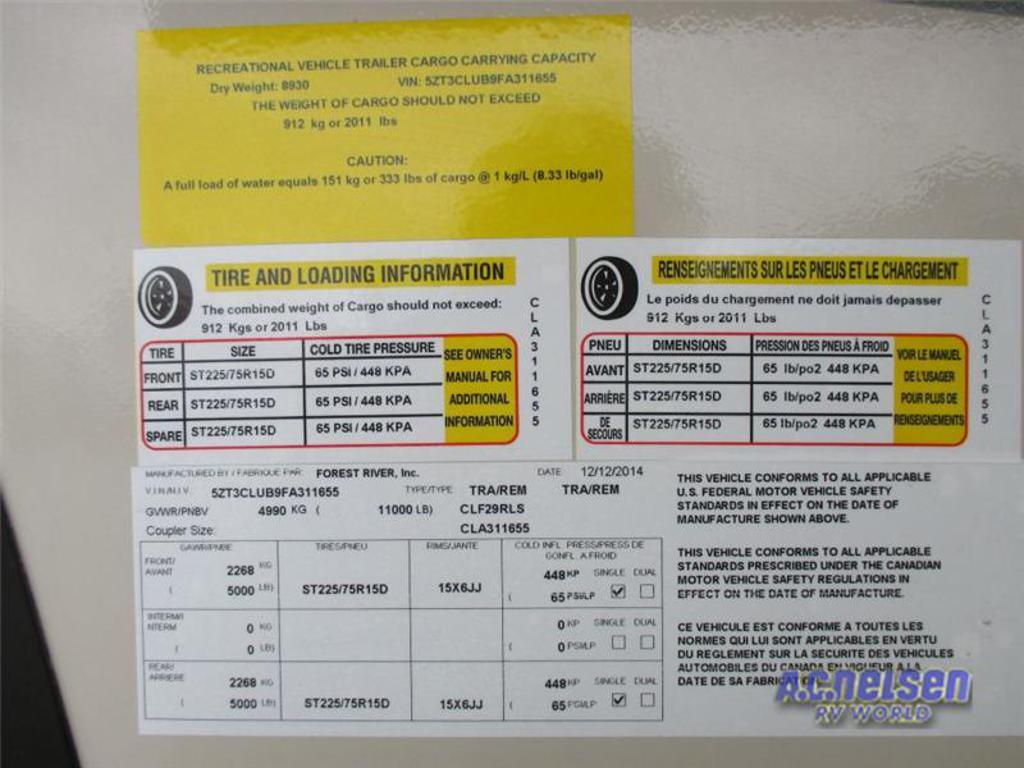 RECREATIONAL VEHICLE TRAILER CARGO CARRYING CAPACITY
Dry Weight: 8930 VIN: 5ZT3CLUB9FA311655
THE WEIGHT OF CARGO SHOULD NOT EXCEED
912 kg or 2011 lbs
CAUTION:
A full load of water equals 151 kg or 333 lbs of cargo @ 1 kg/L (8.33 lb/gal)
TIRE AND LOADING INFORMATION
The combined weight of Cargo should not exceed:
912 Kgs or 2011 Lbs
TIRE SIZE COLD TIRE PRESSURE
FRONT ST225/75R15D 65 PSI / 448 KPA
REAR ST225/75R15D 65 PSI / 448 KPA
SPARE ST225/75R15D 65 PSI / 448 KPA
SEE OWNER'S
MANUAL FOR
ADDITIONAL
INFORMATION
CLA311655
RENSEIGNEMENTS SUR LES PNEUS ET LE CHARGEMENT
Le poids du chargement ne doit jamais depasser
912 Kgs or 2011 Lbs
PNEU DIMENSIONS PRESSION DES PNEUS À FROID
AVANT ST225/75R15D 65 lb/po2 448 KPA
ARRIÈRE ST225/75R15D 65 lb/po2 448 KPA
DE
SECOURS ST225/75R15D 65 lb/po2 448 KPA
VOIR LE MANUEL
DE L'USAGER
POUR PLUS DE
RENSEIGNEMENTS
CLA311655
MANUFACTURED BY / FABRIQUE PAR: FOREST RIVER, Inc. DATE 12/12/2014
V.I.N./N.I.V. 5ZT3CLUB9FA311655 TYPE/TYPE TRA/REM TRA/REM
GVWR/PNBV 4990 KG ( 11000 LB) CLF29RLS
Coupler Size: CLA311655
GAWR/PNBE TIRES/PNEU RIMS/JANTE COLD INFL. PRESS/PRESS DE
GONFL. A FROID
FRONT/
AVANT 2268 KG 448 KP SINGLE DUAL
( 5000 LB) ST225/75R15D 15X6JJ ( 65 PSI/LP
INTERM/
INTERM 0 KG 0 KP SINGLE DUAL
( 0 LB) ( 0 PSI/LP
REAR/
ARRIERE 2268 KG 448 KP SINGLE DUAL
( 5000 LB) ST225/75R15D 15X6JJ ( 65 PSI/LP
THIS VEHICLE CONFORMS TO ALL APPLICABLE
U.S. FEDERAL MOTOR VEHICLE SAFETY
STANDARDS IN EFFECT ON THE DATE OF
MANUFACTURE SHOWN ABOVE.
THIS VEHICLE CONFORMS TO ALL APPLICABLE
STANDARDS PRESCRIBED UNDER THE CANADIAN
MOTOR VEHICLE SAFETY REGULATIONS IN
EFFECT ON THE DATE OF MANUFACTURE.
CE VEHICULE EST CONFORME A TOUTES LES
NORMES QUI LUI SONT APPLICABLES EN VERTU
DU REGLEMENT SUR LA SECURITE DES VEHICULES
AUTOMOBILES DU CANADA EN VIGUEUR A LA
DATE DE SA FABRICATION.
A.C.nelsen
RV WORLD